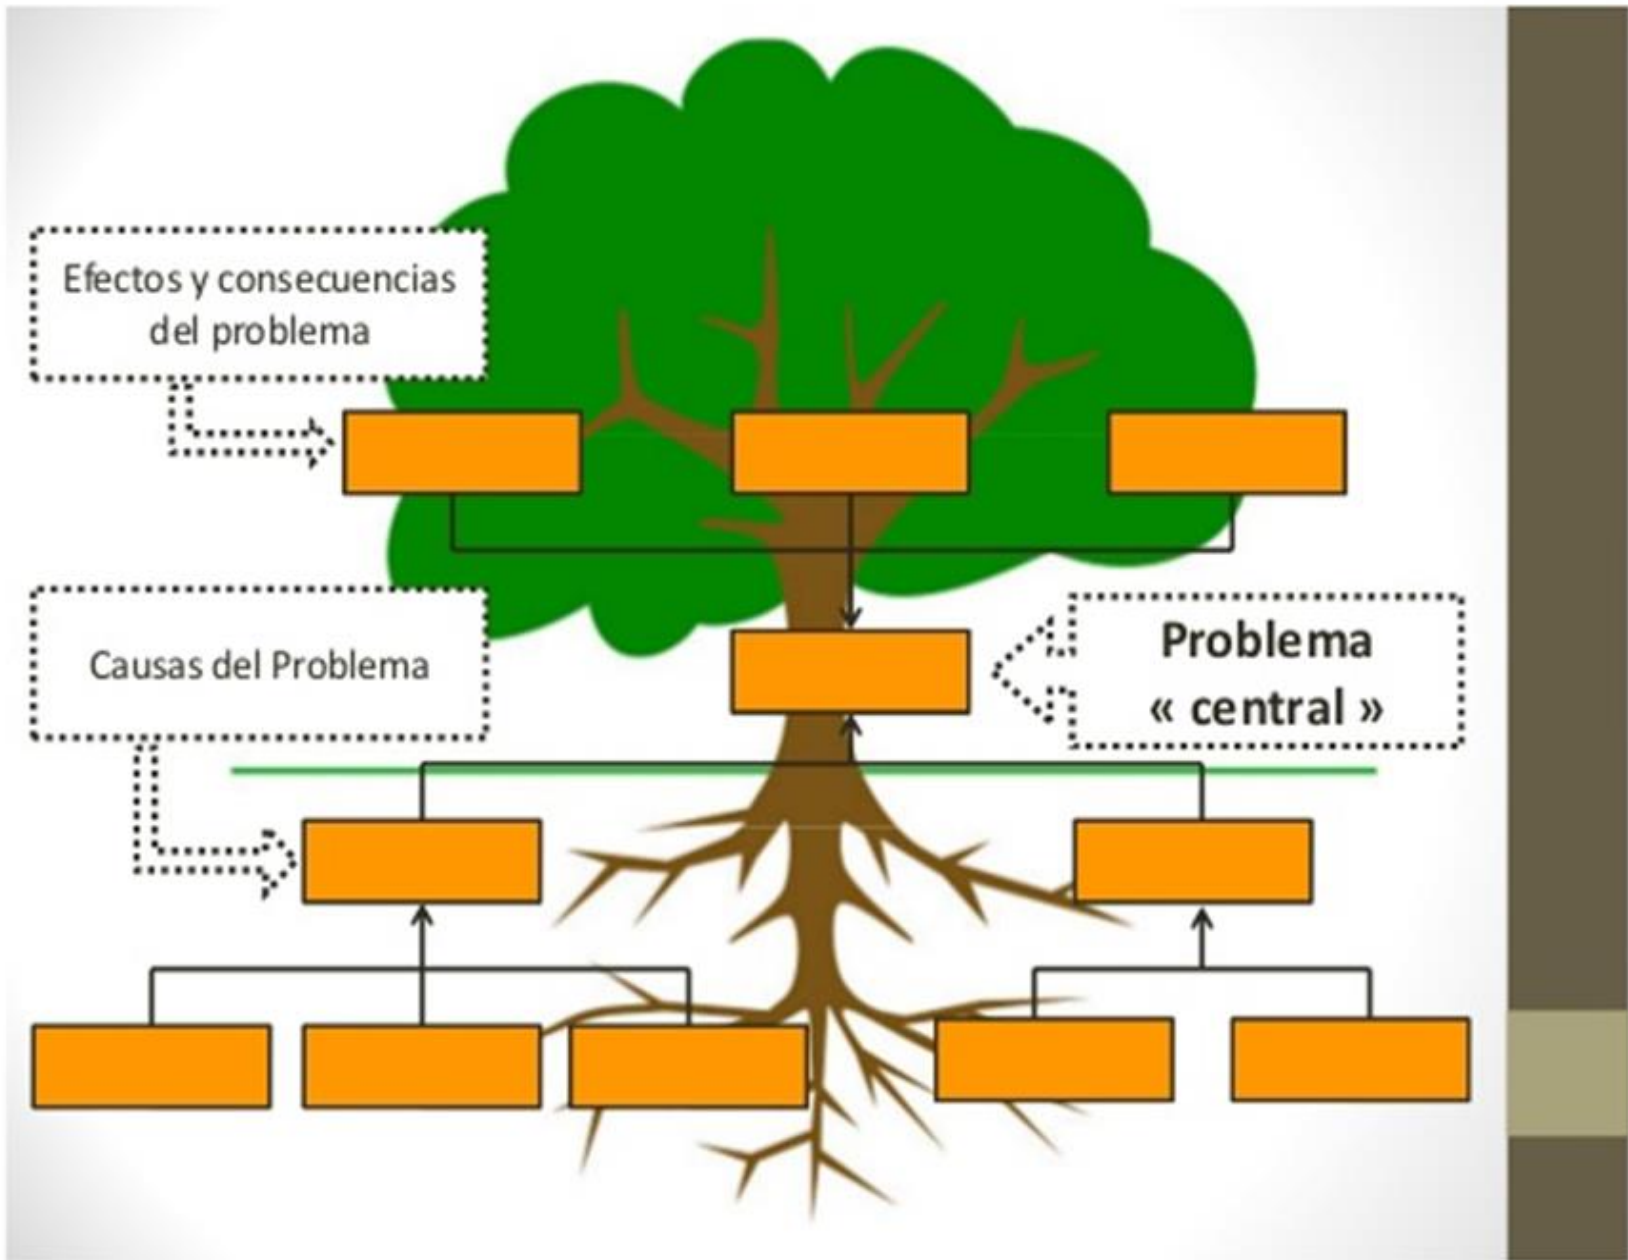 Efectos y consecuencias
del problema
Causas del Problema
Problema
« central »